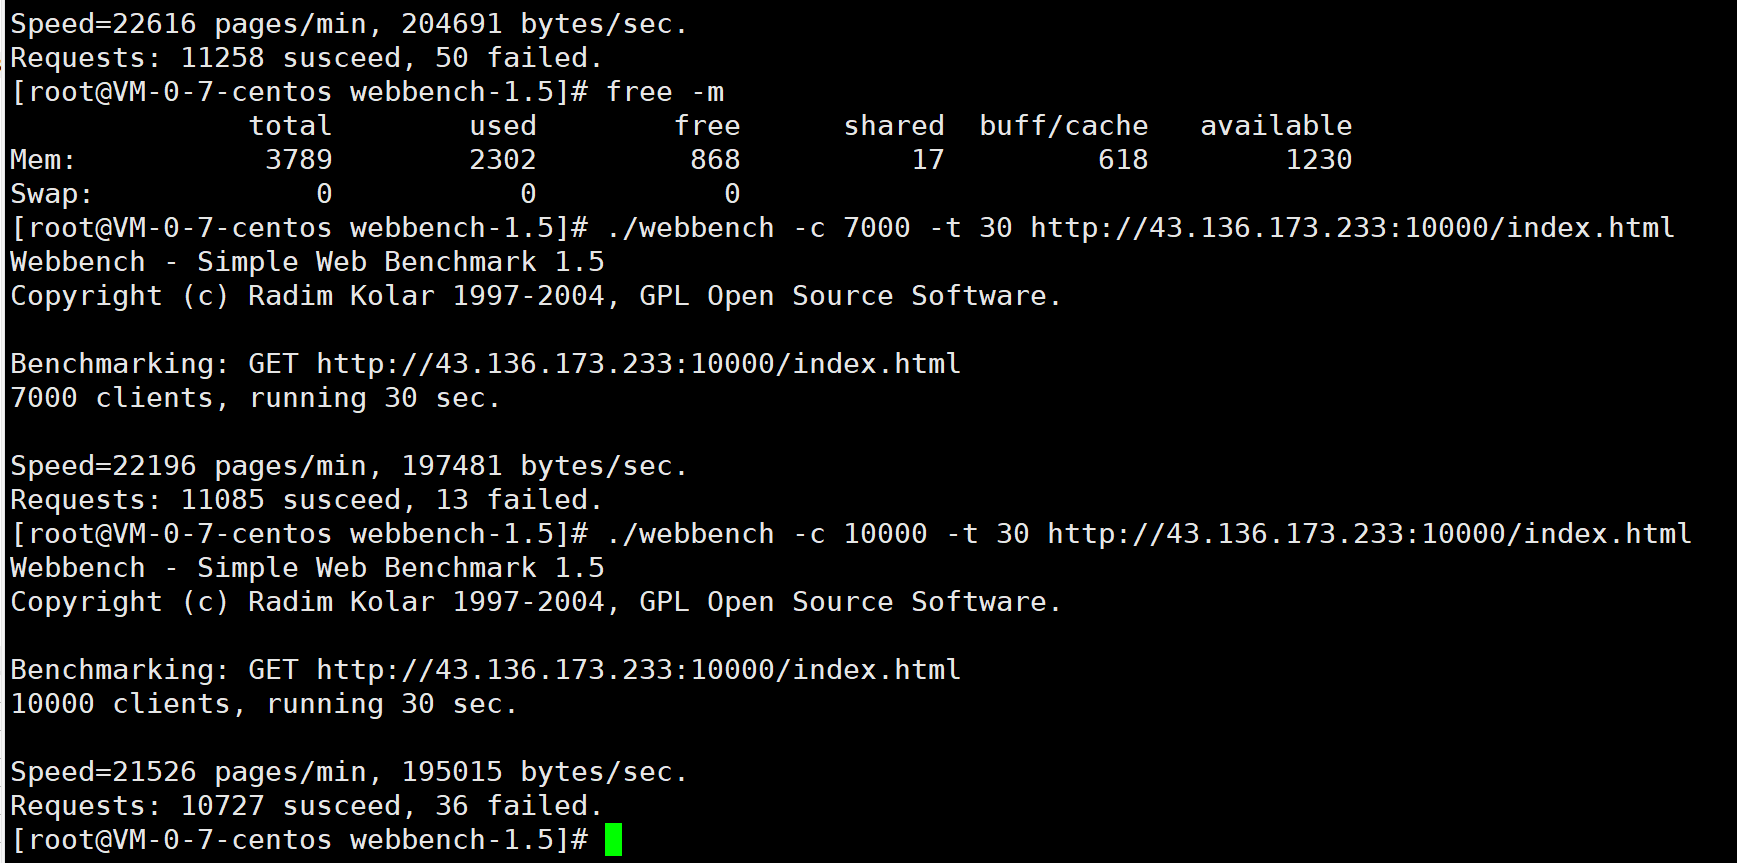 Speed=22616 pages/min, 204691 bytes/sec.
Requests: 11258 susceed, 50 failed.
[root@VM-0-7-centos webbench-1.5]# free -m
              total        used        free      shared  buff/cache   available
Mem:           3789        2302         868          17         618        1230
Swap:             0           0           0
[root@VM-0-7-centos webbench-1.5]# ./webbench -c 7000 -t 30 http://43.136.173.233:10000/index.html
Webbench - Simple Web Benchmark 1.5
Copyright (c) Radim Kolar 1997-2004, GPL Open Source Software.

Benchmarking: GET http://43.136.173.233:10000/index.html
7000 clients, running 30 sec.

Speed=22196 pages/min, 197481 bytes/sec.
Requests: 11085 susceed, 13 failed.
[root@VM-0-7-centos webbench-1.5]# ./webbench -c 10000 -t 30 http://43.136.173.233:10000/index.html
Webbench - Simple Web Benchmark 1.5
Copyright (c) Radim Kolar 1997-2004, GPL Open Source Software.

Benchmarking: GET http://43.136.173.233:10000/index.html
10000 clients, running 30 sec.

Speed=21526 pages/min, 195015 bytes/sec.
Requests: 10727 susceed, 36 failed.
[root@VM-0-7-centos webbench-1.5]#